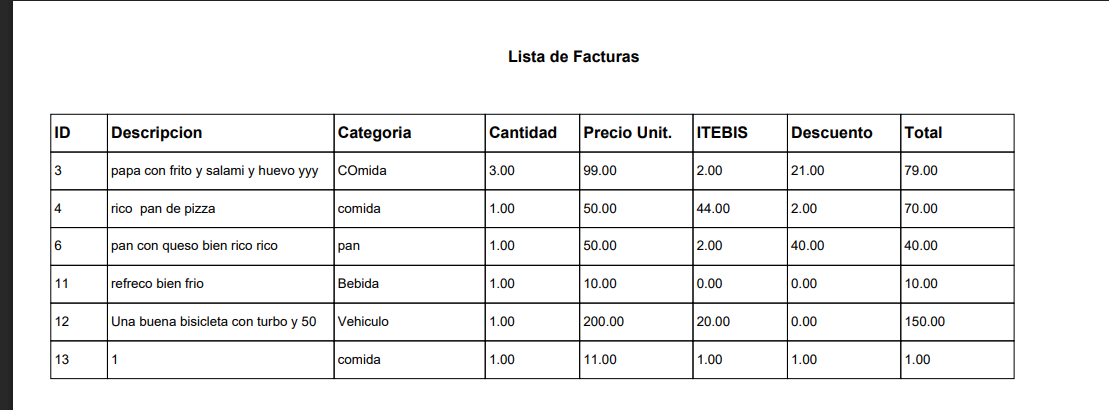 Lista de Facturas
ID Descripcion Categoria Cantidad Precio Unit. ITEBIS Descuento Total
3 papa con frito y salami y huevo yyy COmida 3.00 99.00 2.00 21.00 79.00
4 rico  pan de pizza comida 1.00 50.00 44.00 2.00 70.00
6 pan con queso bien rico rico pan 1.00 50.00 2.00 40.00 40.00
11 refreco bien frio Bebida 1.00 10.00 0.00 0.00 10.00
12 Una buena bisicleta con turbo y 50 Vehiculo 1.00 200.00 20.00 0.00 150.00
13 1 comida 1.00 11.00 1.00 1.00 1.00